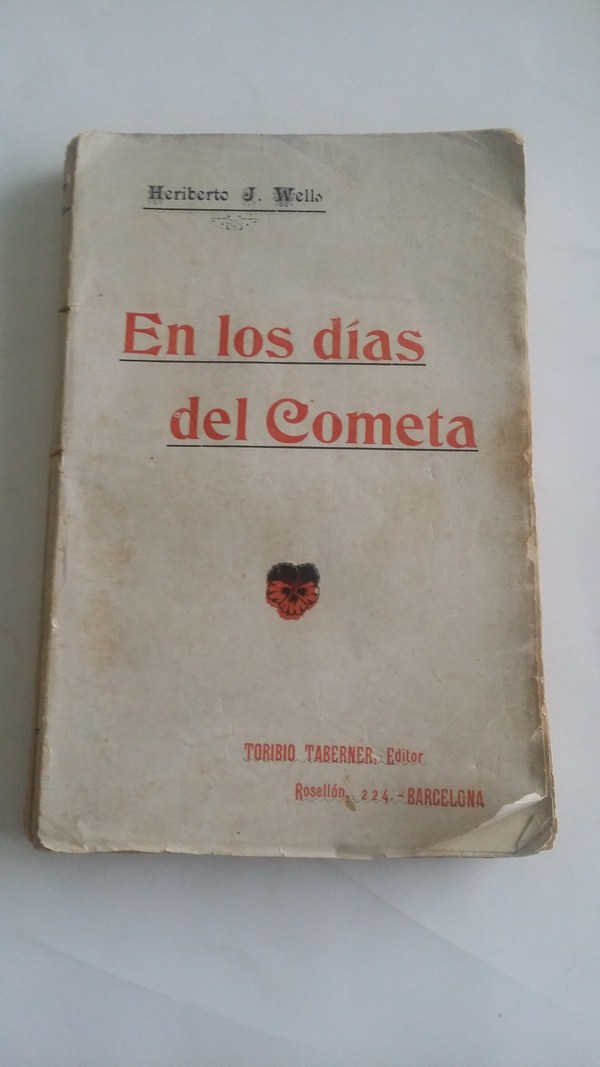 Heriberto J. Wells
En los días
del Cometa
TORIBIO TABERNER, Editor
Rosellón, 224.-BARCELONA